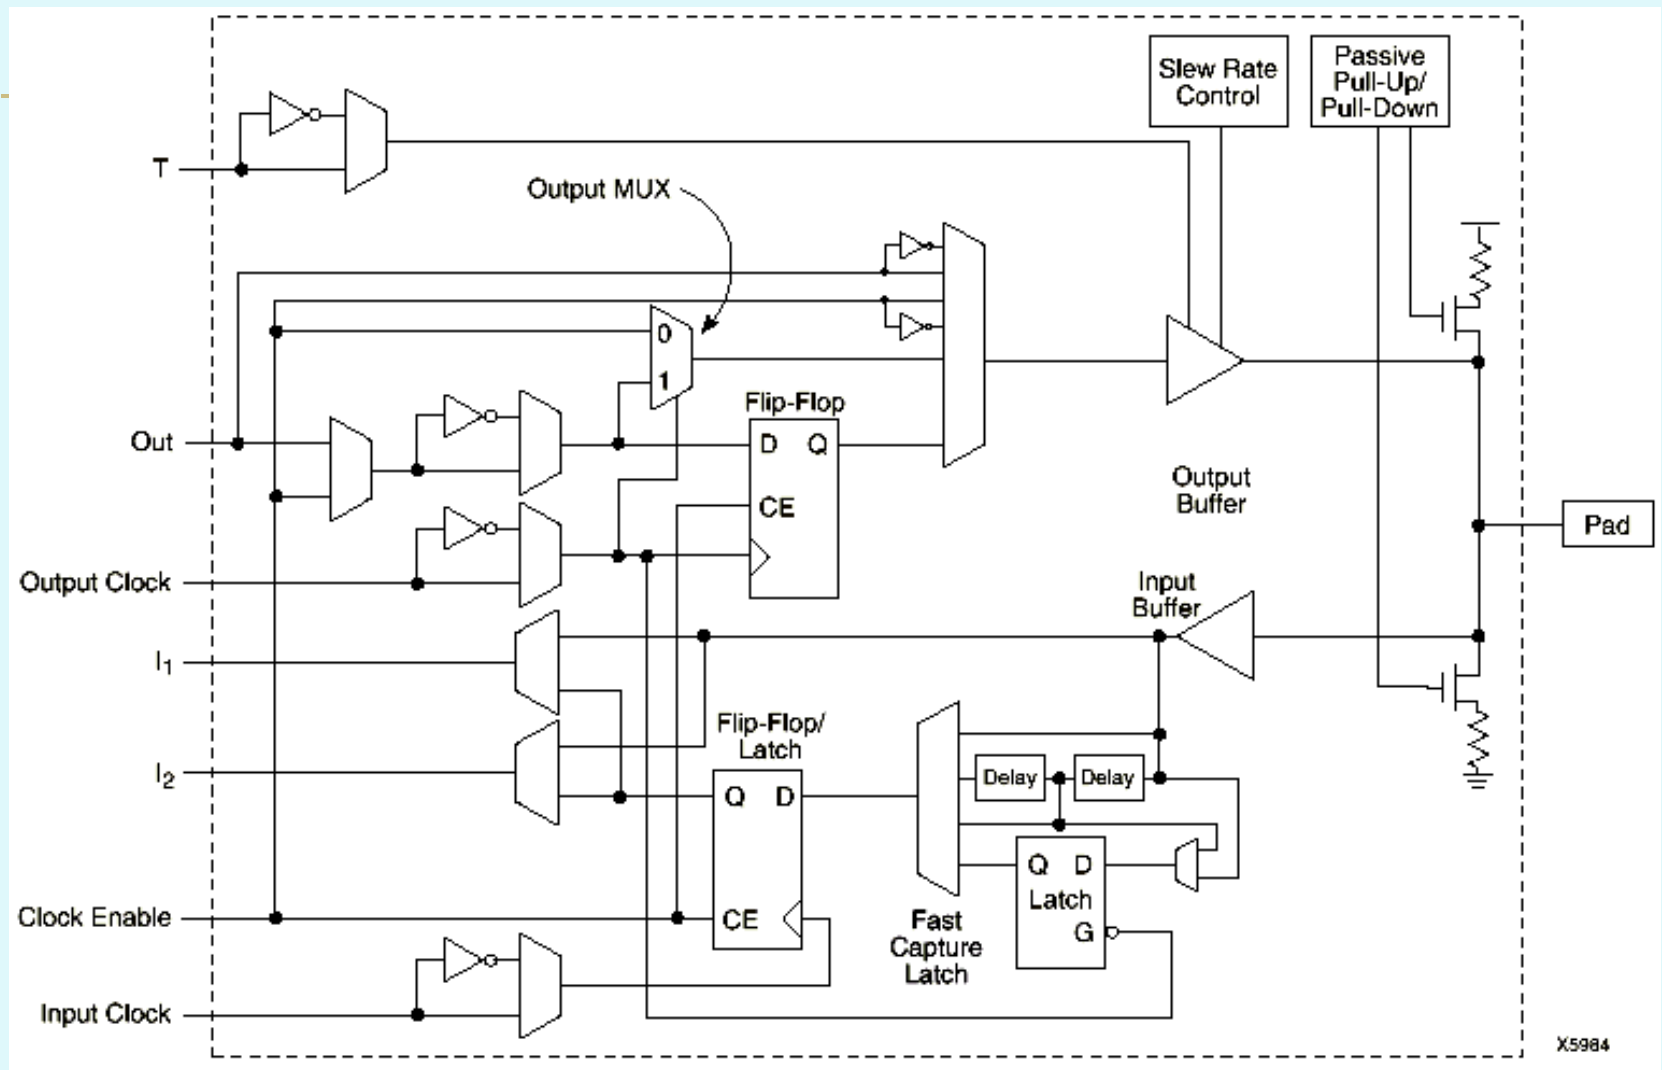 Slew Rate
Control
Passive
Pull-Up/
Pull-Down
T
Output MUX
0
1
Flip-Flop
D Q
CE
Out
Output
Buffer
Pad
Output Clock
Input
Buffer
I1
Flip-Flop/
Latch
I2
Delay Delay
Q D
Q D
Latch
G
Clock Enable
CE
Fast
Capture
Latch
Input Clock
X5984